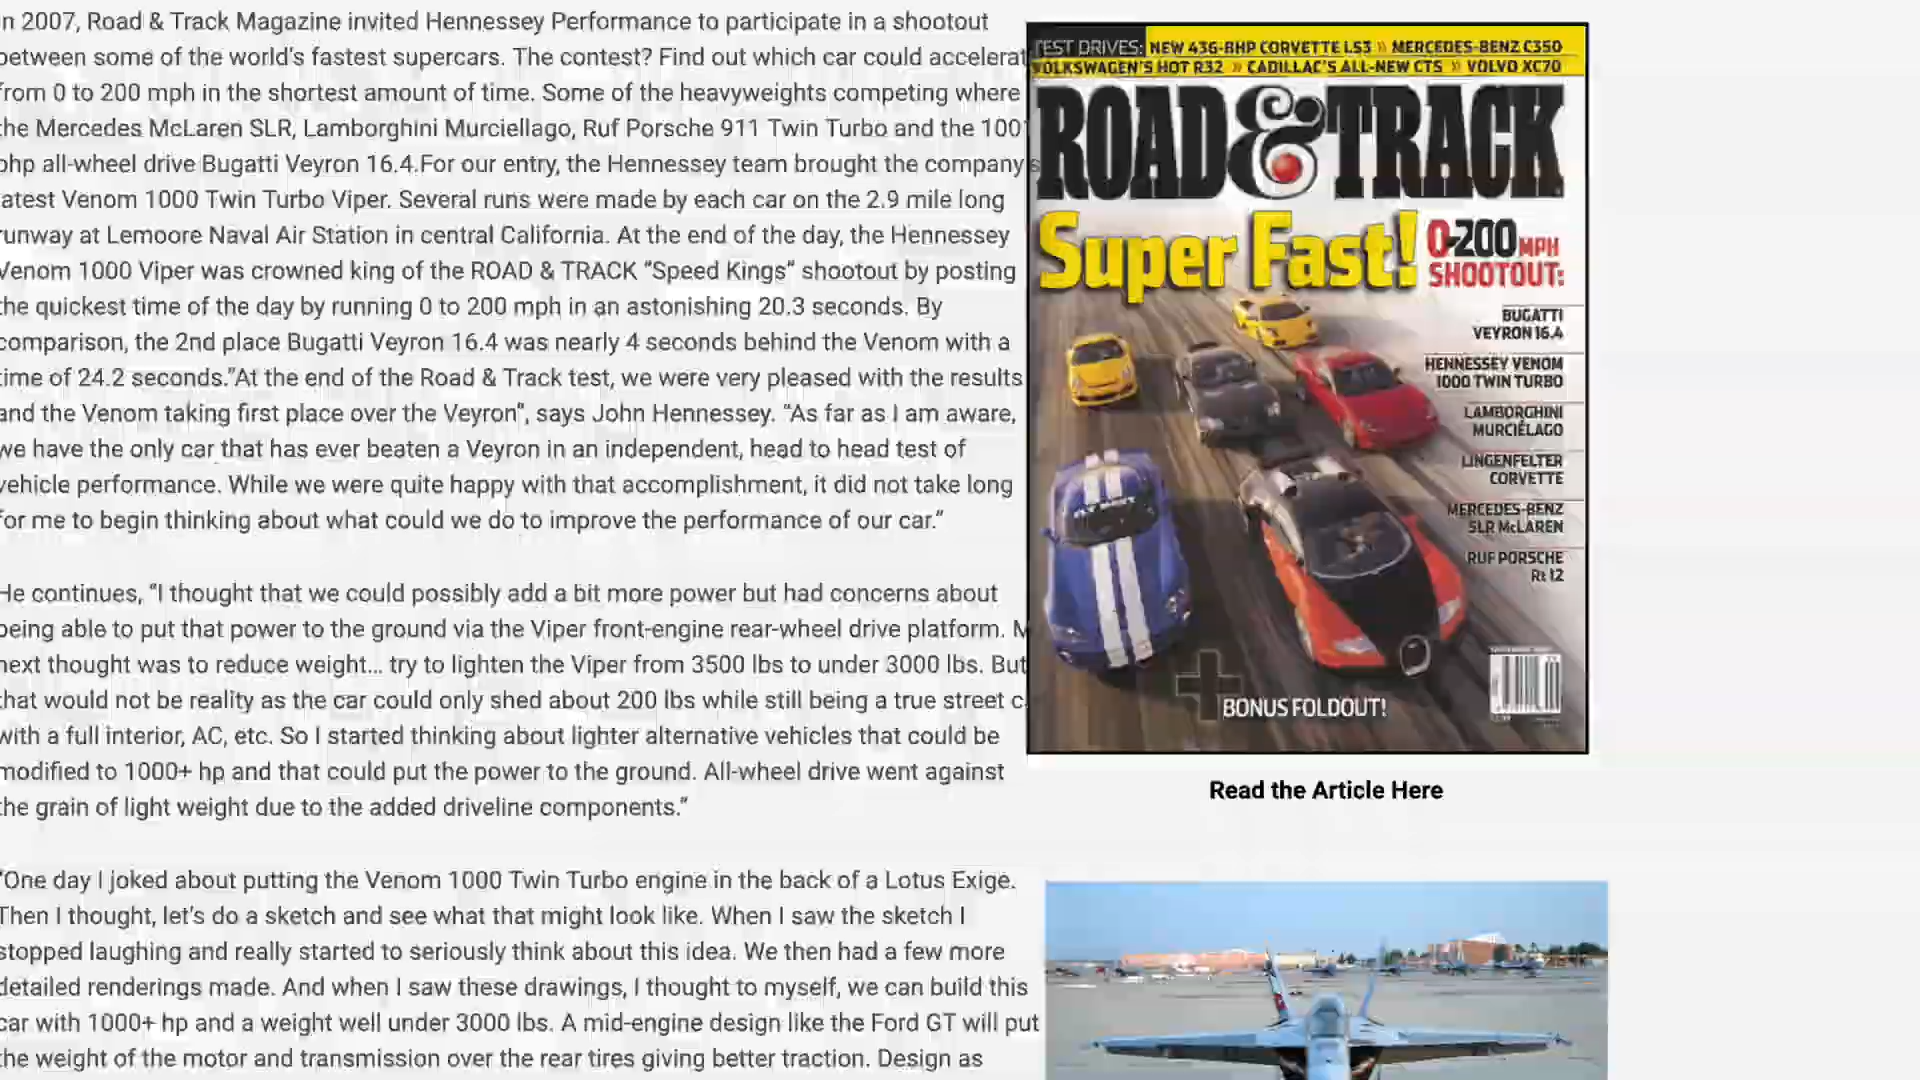 In 2007, Road & Track Magazine invited Hennessey Performance to participate in a shootout
between some of the world's fastest supercars. The contest? Find out which car could accelerat
from 0 to 200 mph in the shortest amount of time. Some of the heavyweights competing where
the Mercedes McLaren SLR, Lamborghini Murciellago, Ruf Porsche 911 Twin Turbo and the 1001
bhp all-wheel drive Bugatti Veyron 16.4.For our entry, the Hennessey team brought the company's
latest Venom 1000 Twin Turbo Viper. Several runs were made by each car on the 2.9 mile long
runway at Lemoore Naval Air Station in central California. At the end of the day, the Hennessey
Venom 1000 Viper was crowned king of the ROAD & TRACK “Speed Kings” shootout by posting
the quickest time of the day by running 0 to 200 mph in an astonishing 20.3 seconds. By
comparison, the 2nd place Bugatti Veyron 16.4 was nearly 4 seconds behind the Venom with a
time of 24.2 seconds.”At the end of the Road & Track test, we were very pleased with the results
and the Venom taking first place over the Veyron”, says John Hennessey. “As far as I am aware,
we have the only car that has ever beaten a Veyron in an independent, head to head test of
vehicle performance. While we were quite happy with that accomplishment, it did not take long
for me to begin thinking about what could we do to improve the performance of our car.”
He continues, “I thought that we could possibly add a bit more power but had concerns about
being able to put that power to the ground via the Viper front-engine rear-wheel drive platform. M
next thought was to reduce weight... try to lighten the Viper from 3500 lbs to under 3000 lbs. But
that would not be reality as the car could only shed about 200 lbs while still being a true street c
with a full interior, AC, etc. So I started thinking about lighter alternative vehicles that could be
modified to 1000+ hp and that could put the power to the ground. All-wheel drive went against
the grain of light weight due to the added driveline components.”
“One day I joked about putting the Venom 1000 Twin Turbo engine in the back of a Lotus Exige.
Then I thought, let's do a sketch and see what that might look like. When I saw the sketch I
stopped laughing and really started to seriously think about this idea. We then had a few more
detailed renderings made. And when I saw these drawings, I thought to myself, we can build this
car with 1000+ hp and a weight well under 3000 lbs. A mid-engine design like the Ford GT will put
the weight of the motor and transmission over the rear tires giving better traction. Design as
TEST DRIVES: NEW 436-BHP CORVETTE LS3 » MERCEDES-BENZ C350
VOLKSWAGEN'S HOT R32 » CADILLAC'S ALL-NEW CTS » VOLVO XC70
ROAD & TRACK
Super Fast!
0-200 MPH
SHOOTOUT:
BUGATTI
VEYRON 16.4
HENNESSEY VENOM
1000 TWIN TURBO
LAMBORGHINI
MURCIÉLAGO
LINGENFELTER
CORVETTE
MERCEDES-BENZ
SLR McLAREN
RUF PORSCHE
Rt 12
+ BONUS FOLDOUT!
Read the Article Here